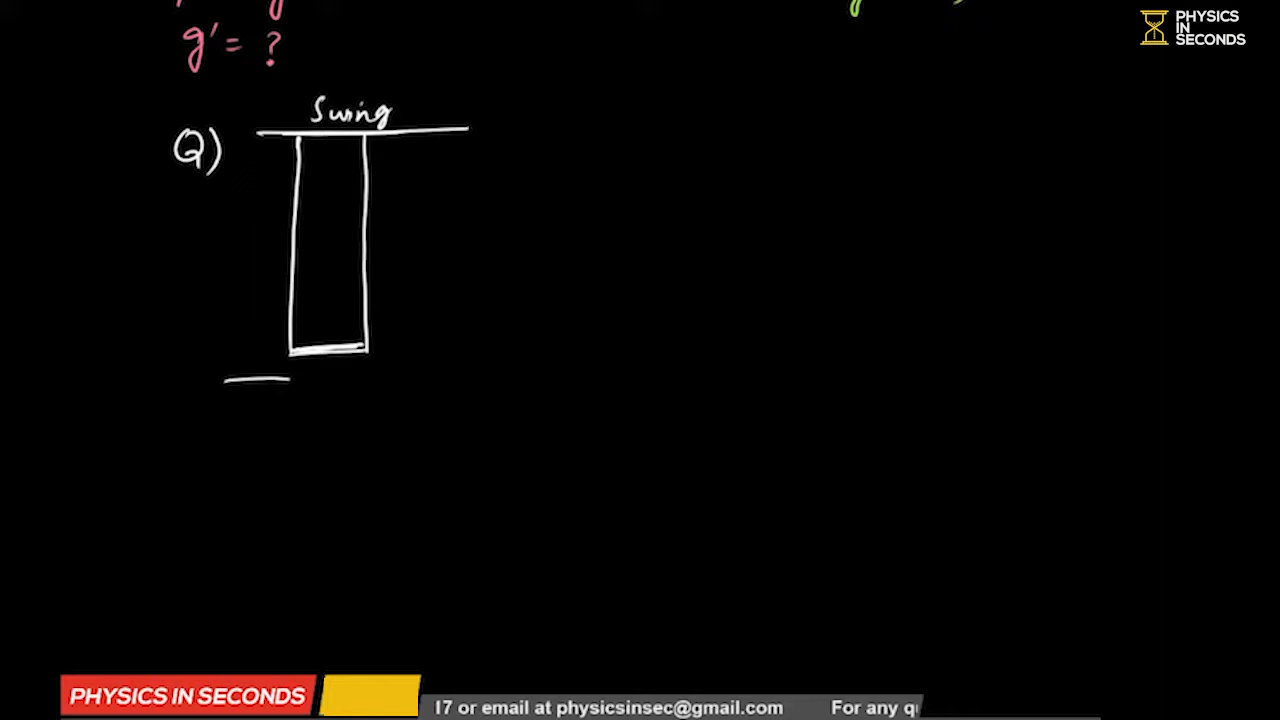 PHYSICS
IN
SECONDS
g' = ?
Swing
Q)
PHYSICS IN SECONDS
17 or email at physicsinsec@gmail.com For any q